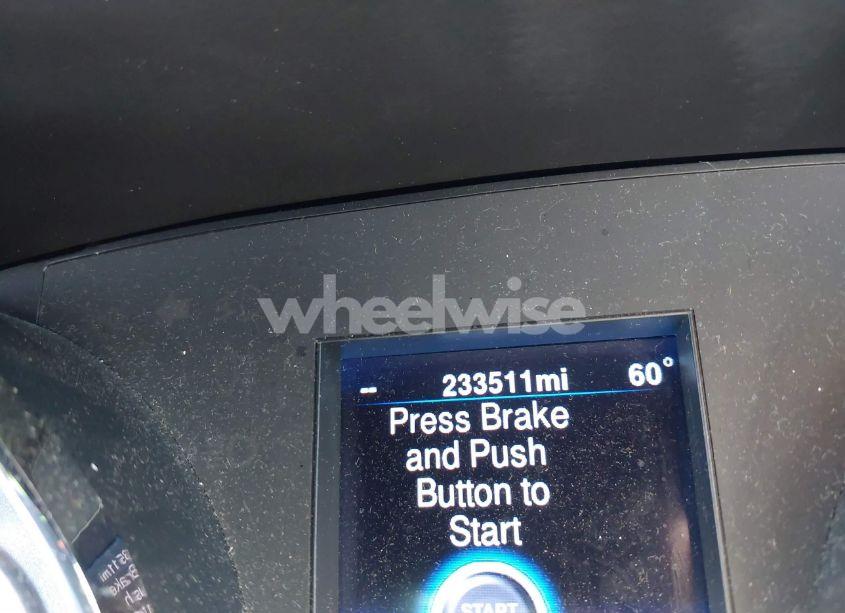 wheelwise
-- 233511mi 60°
Press Brake
and Push
Button to
Start
START